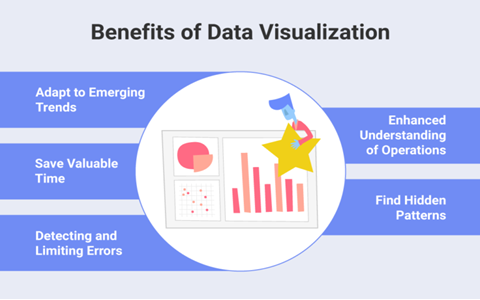 Benefits of Data Visualization
Adapt to Emerging
Trends
Save Valuable
Time
Detecting and
Limiting Errors
Enhanced
Understanding
of Operations
Find Hidden
Patterns